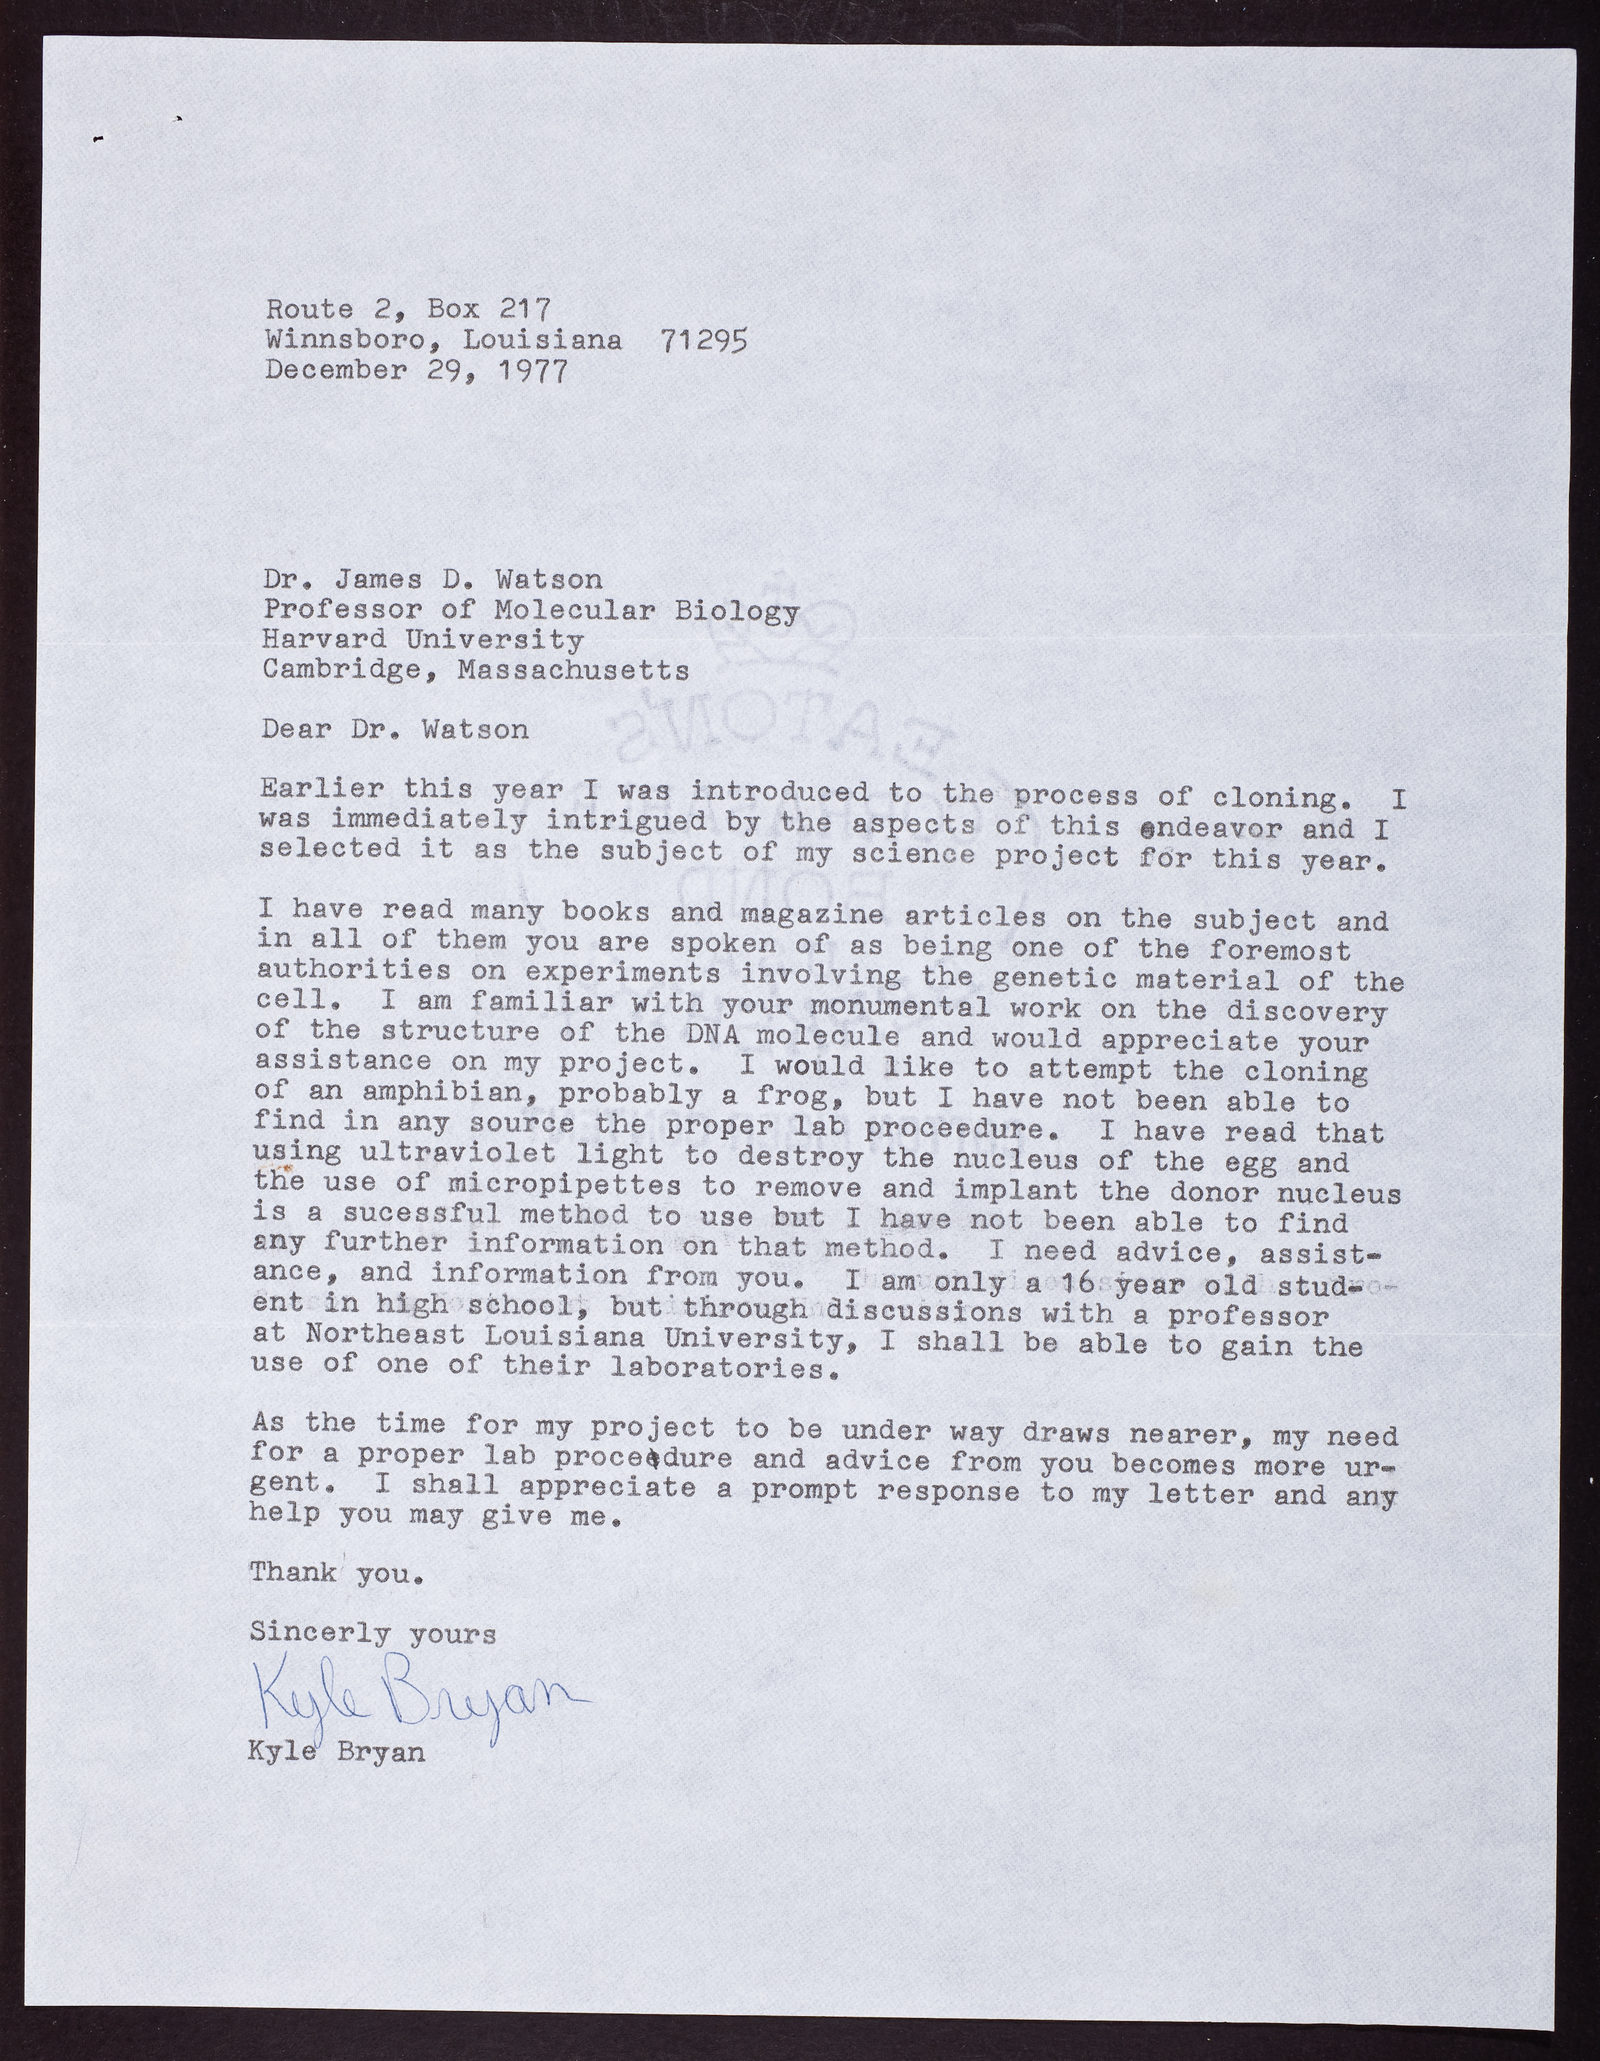 Route 2, Box 217
Winnsboro, Louisiana  71295
December 29, 1977
Dr. James D. Watson
Professor of Molecular Biology
Harvard University
Cambridge, Massachusetts
Dear Dr. Watson
Earlier this year I was introduced to the process of cloning.  I
was immediately intrigued by the aspects of this endeavor and I
selected it as the subject of my science project for this year.
I have read many books and magazine articles on the subject and
in all of them you are spoken of as being one of the foremost
authorities on experiments involving the genetic material of the
cell.  I am familiar with your monumental work on the discovery
of the structure of the DNA molecule and would appreciate your
assistance on my project.  I would like to attempt the cloning
of an amphibian, probably a frog, but I have not been able to
find in any source the proper lab proceedure.  I have read that
using ultraviolet light to destroy the nucleus of the egg and
the use of micropipettes to remove and implant the donor nucleus
is a sucessful method to use but I have not been able to find
any further information on that method.  I need advice, assist-
ance, and information from you.  I am only a 16 year old stud-
ent in high school, but through discussions with a professor
at Northeast Louisiana University, I shall be able to gain the
use of one of their laboratories.
As the time for my project to be under way draws nearer, my need
for a proper lab proceedure and advice from you becomes more ur-
gent.  I shall appreciate a prompt response to my letter and any
help you may give me.
Thank you.
Sincerly yours
Kyle Bryan
Kyle Bryan
EATON'S
BOND